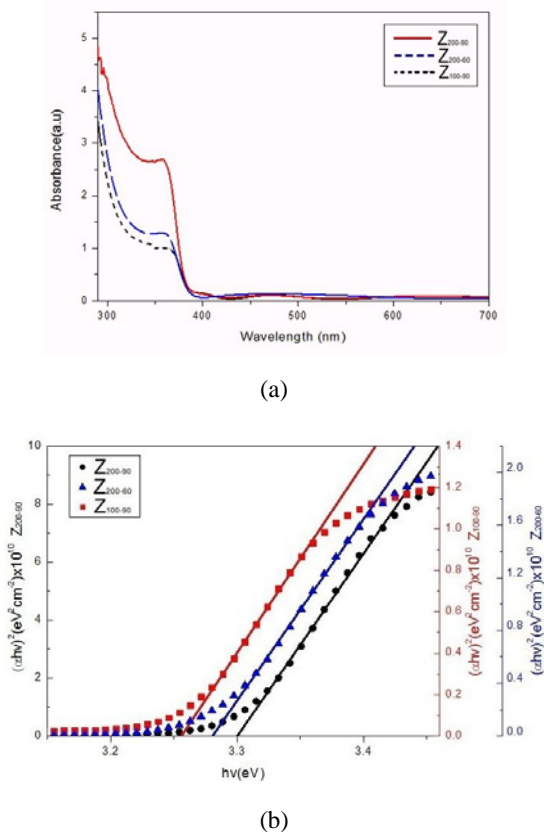 5
4
3
2
1
0
Absorbance(a.u)
Z200-90
Z200-60
Z100-90
300
400
500
600
700
Wavelength (nm)
(a)
10
8
6
4
2
0
(αhν)²(eV²cm⁻²)x10¹⁰ Z200-90
Z200-90
Z200-60
Z100-90
1.4
1.2
1.0
0.8
0.6
0.4
0.2
0.0
(αhν)²(eV²cm⁻²)x10¹⁰ Z100-90
2.0
1.6
1.2
0.8
0.4
0.0
(αhν)²(eV²cm⁻²)x10¹⁰ Z200-60
3.2
3.3
3.4
hν(eV)
(b)